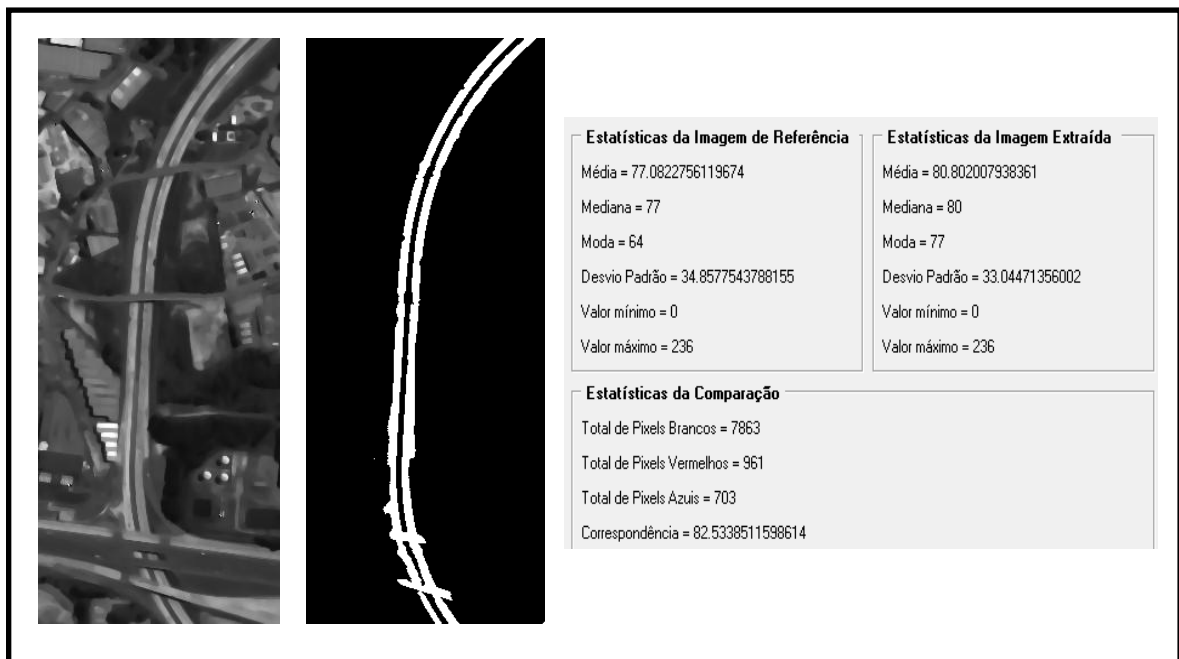 Estatísticas da Imagem de Referência
Média = 77.0822756119674
Mediana = 77
Moda = 64
Desvio Padrão = 34.8577543788155
Valor mínimo = 0
Valor máximo = 236
Estatísticas da Imagem Extraída
Média = 80.802007938361
Mediana = 80
Moda = 77
Desvio Padrão = 33.04471356002
Valor mínimo = 0
Valor máximo = 236
Estatísticas da Comparação
Total de Pixels Brancos = 7863
Total de Pixels Vermelhos = 961
Total de Pixels Azuis = 703
Correspondência = 82.5338511598614